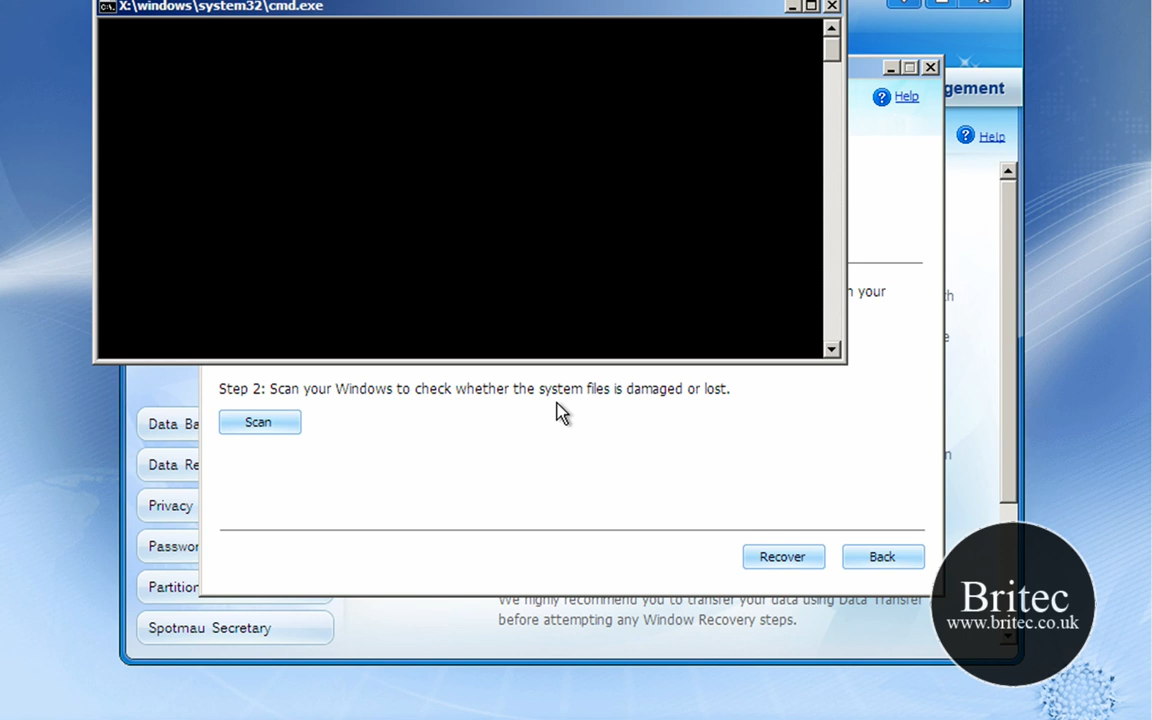 X:\windows\system32\cmd.exe
gement
Help
Help
n your
Step 2: Scan your Windows to check whether the system files is damaged or lost.
Scan
Data Ba
Data Re
Privacy
Passwor
Partition
Spotmau Secretary
Recover
Back
We highly recommend you to transfer your data using Data Transfer
before attempting any Window Recovery steps.
Britec
www.britec.co.uk